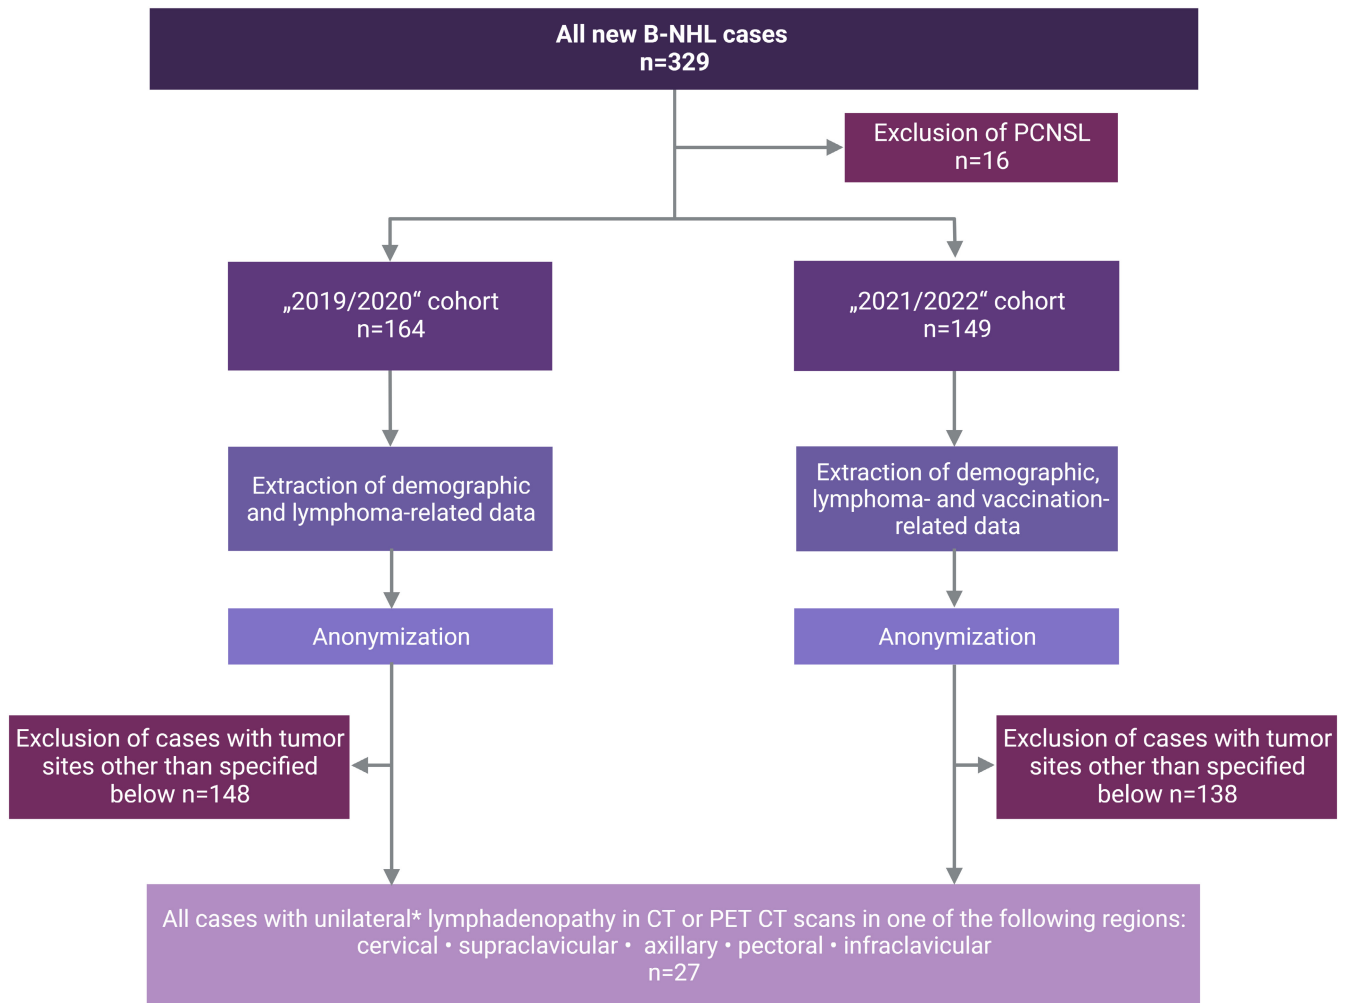 All new B-NHL cases
n=329
Exclusion of PCNSL
n=16
„2019/2020“ cohort
n=164
„2021/2022“ cohort
n=149
Extraction of demographic
and lymphoma-related data
Extraction of demographic,
lymphoma- and vaccination-
related data
Anonymization
Anonymization
Exclusion of cases with tumor
sites other than specified
below n=148
Exclusion of cases with tumor
sites other than specified
below n=138
All cases with unilateral* lymphadenopathy in CT or PET CT scans in one of the following regions:
cervical • supraclavicular • axillary • pectoral • infraclavicular
n=27